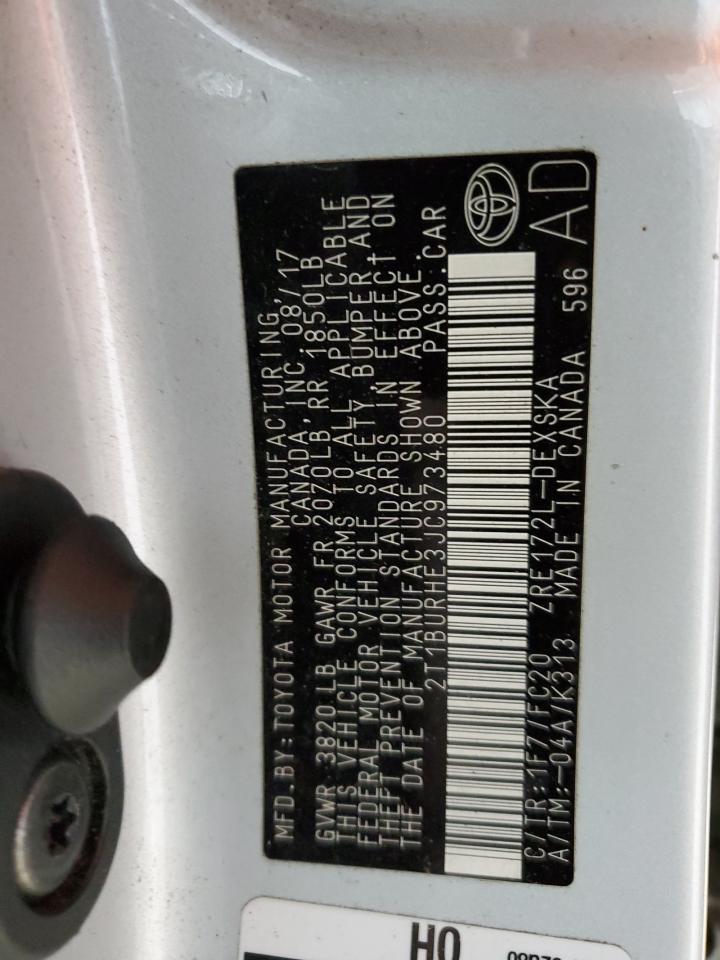 MFD.BY:TOYOTA MOTOR MANUFACTURING,
CANADA, INC. 08/17
GVWR 3820 LB GAWR FR 2070LB, RR 1850LB
THIS VEHICLE CONFORMS TO ALL APPLICABLE
FEDERAL MOTOR VEHICLE SAFETY, BUMPER, AND
THEFT PREVENTION STANDARDS IN EFFECT ON
THE DATE OF MANUFACTURE SHOWN ABOVE.
2T1BURHE3JC973480 PASS.CAR
C/TR:1F7/FC20 ZRE172L-DEXSKA
A/TM:-04A/K313 MADE IN CANADA 596
AD
HO